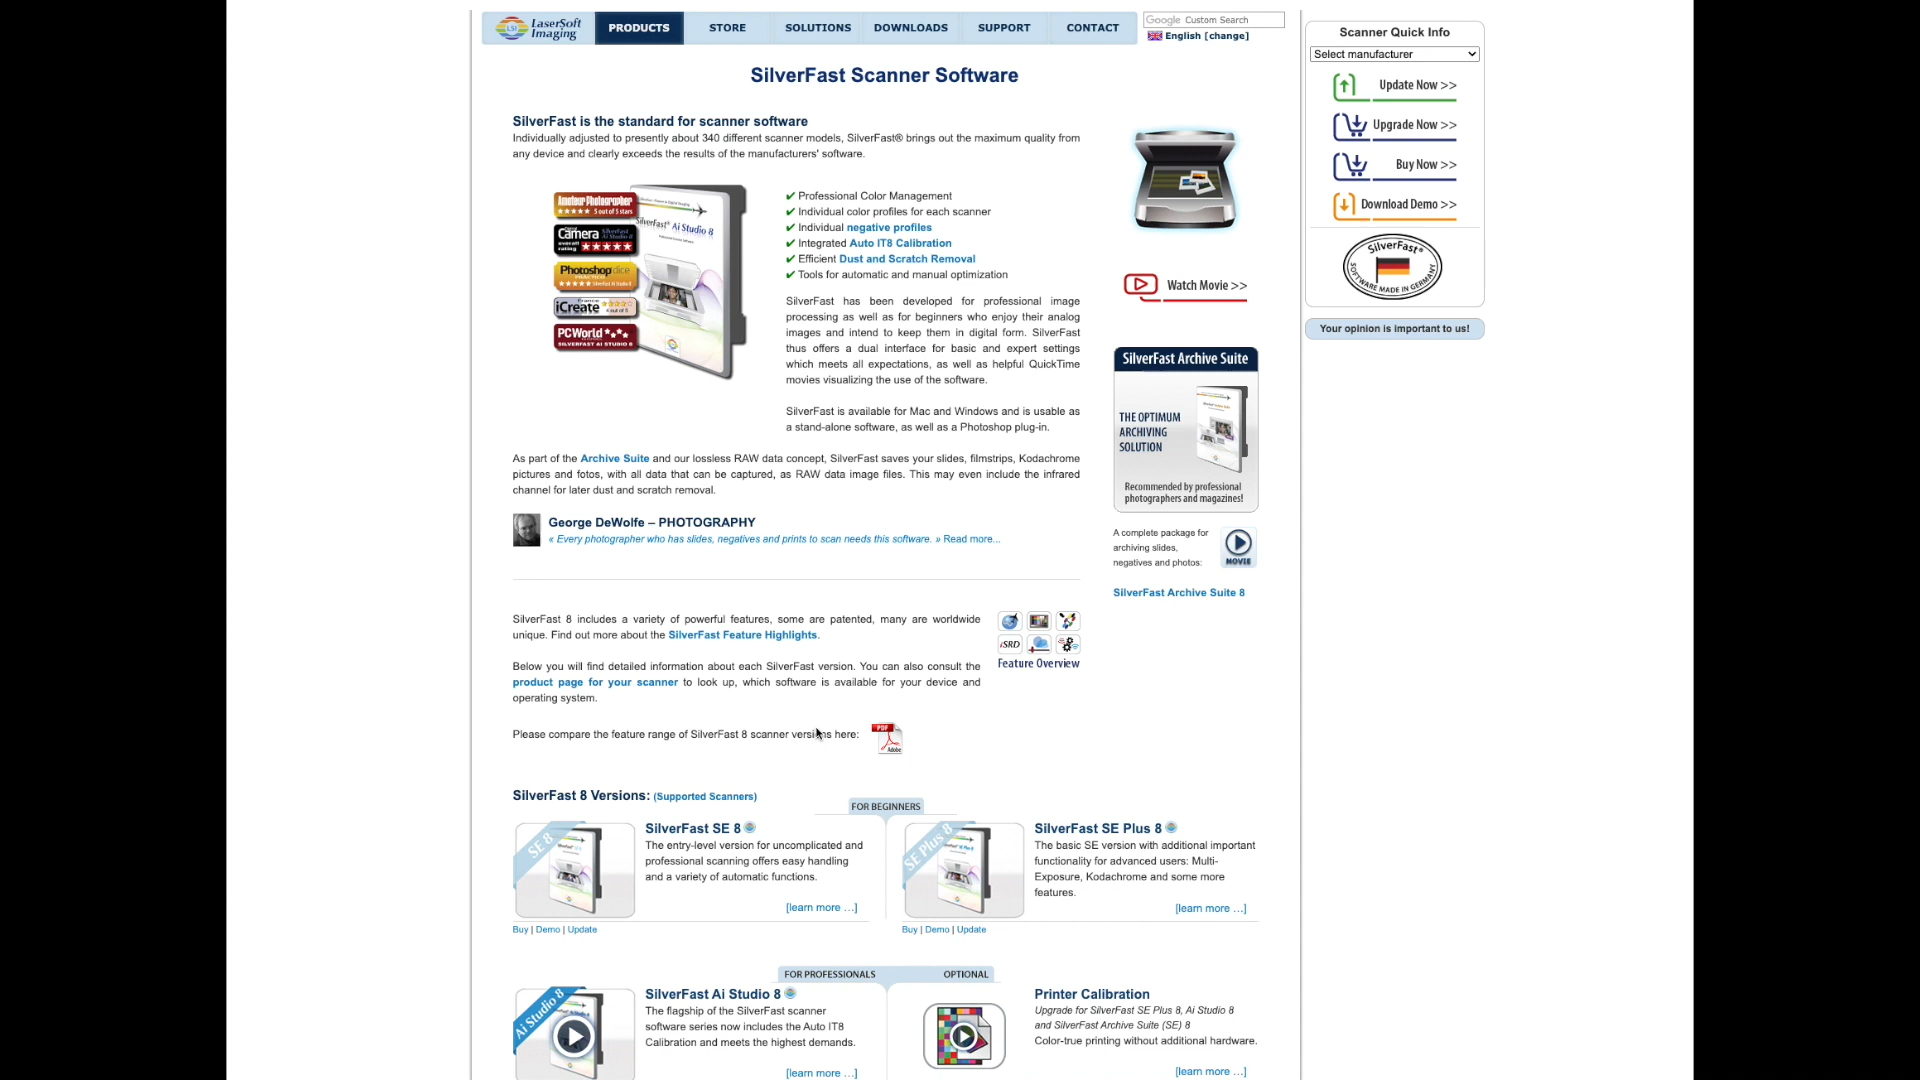 LaserSoft
Imaging
PRODUCTS
STORE
SOLUTIONS
DOWNLOADS
SUPPORT
CONTACT
Google Custom Search
English [change]
SilverFast Scanner Software
SilverFast is the standard for scanner software
Individually adjusted to presently about 340 different scanner models, SilverFast® brings out the maximum quality from
any device and clearly exceeds the results of the manufacturers' software.
Amateur Photographer
5 out of 5 stars
Camera
Photoshop
iCreate
PCWorld
SILVERFAST AI STUDIO 8
SilverFast® Ai Studio 8
✔ Professional Color Management
✔ Individual color profiles for each scanner
✔ Individual negative profiles
✔ Integrated Auto IT8 Calibration
✔ Efficient Dust and Scratch Removal
✔ Tools for automatic and manual optimization
SilverFast has been developed for professional image
processing as well as for beginners who enjoy their analog
images and intend to keep them in digital form. SilverFast
thus offers a dual interface for basic and expert settings
which meets all expectations, as well as helpful QuickTime
movies visualizing the use of the software.
SilverFast is available for Mac and Windows and is usable as
a stand-alone software, as well as a Photoshop plug-in.
As part of the Archive Suite and our lossless RAW data concept, SilverFast saves your slides, filmstrips, Kodachrome
pictures and fotos, with all data that can be captured, as RAW data image files. This may even include the infrared
channel for later dust and scratch removal.
George DeWolfe – PHOTOGRAPHY
« Every photographer who has slides, negatives and prints to scan needs this software. » Read more...
SilverFast 8 includes a variety of powerful features, some are patented, many are worldwide
unique. Find out more about the SilverFast Feature Highlights.
iSRD
Feature Overview
Below you will find detailed information about each SilverFast version. You can also consult the
product page for your scanner to look up, which software is available for your device and
operating system.
Please compare the feature range of SilverFast 8 scanner versions here:
PDF
Adobe
SilverFast 8 Versions: (Supported Scanners)
FOR BEGINNERS
SE 8
SilverFast SE 8
The entry-level version for uncomplicated and
professional scanning offers easy handling
and a variety of automatic functions.
[learn more ...]
Buy | Demo | Update
SE Plus 8
SilverFast SE Plus 8
The basic SE version with additional important
functionality for advanced users: Multi-
Exposure, Kodachrome and some more
features.
[learn more ...]
Buy | Demo | Update
FOR PROFESSIONALS
OPTIONAL
Ai Studio 8
SilverFast Ai Studio 8
The flagship of the SilverFast scanner
software series now includes the Auto IT8
Calibration and meets the highest demands.
[learn more ...]
Printer Calibration
Upgrade for SilverFast SE Plus 8, Ai Studio 8
and SilverFast Archive Suite (SE) 8
Color-true printing without additional hardware.
[learn more ...]
Watch Movie >>
SilverFast Archive Suite
THE OPTIMUM
ARCHIVING
SOLUTION
Recommended by professional
photographers and magazines!
A complete package for
archiving slides,
negatives and photos:
MOVIE
SilverFast Archive Suite 8
Scanner Quick Info
Select manufacturer
Update Now >>
Upgrade Now >>
Buy Now >>
Download Demo >>
SilverFast®
SOFTWARE MADE IN GERMANY
Your opinion is important to us!